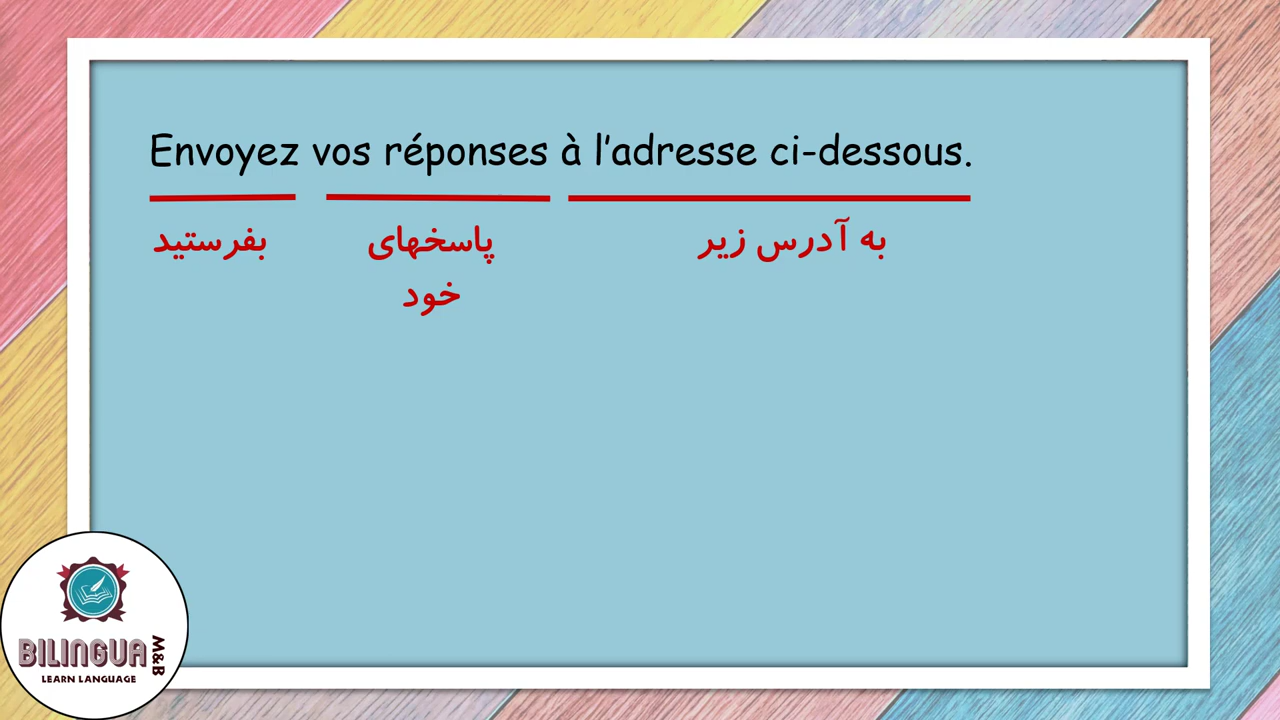 Envoyez vos réponses à l'adresse ci-dessous.
بفرستید
پاسخهای
خود
به آدرس زیر
BILINGUA
M&B
LEARN LANGUAGE